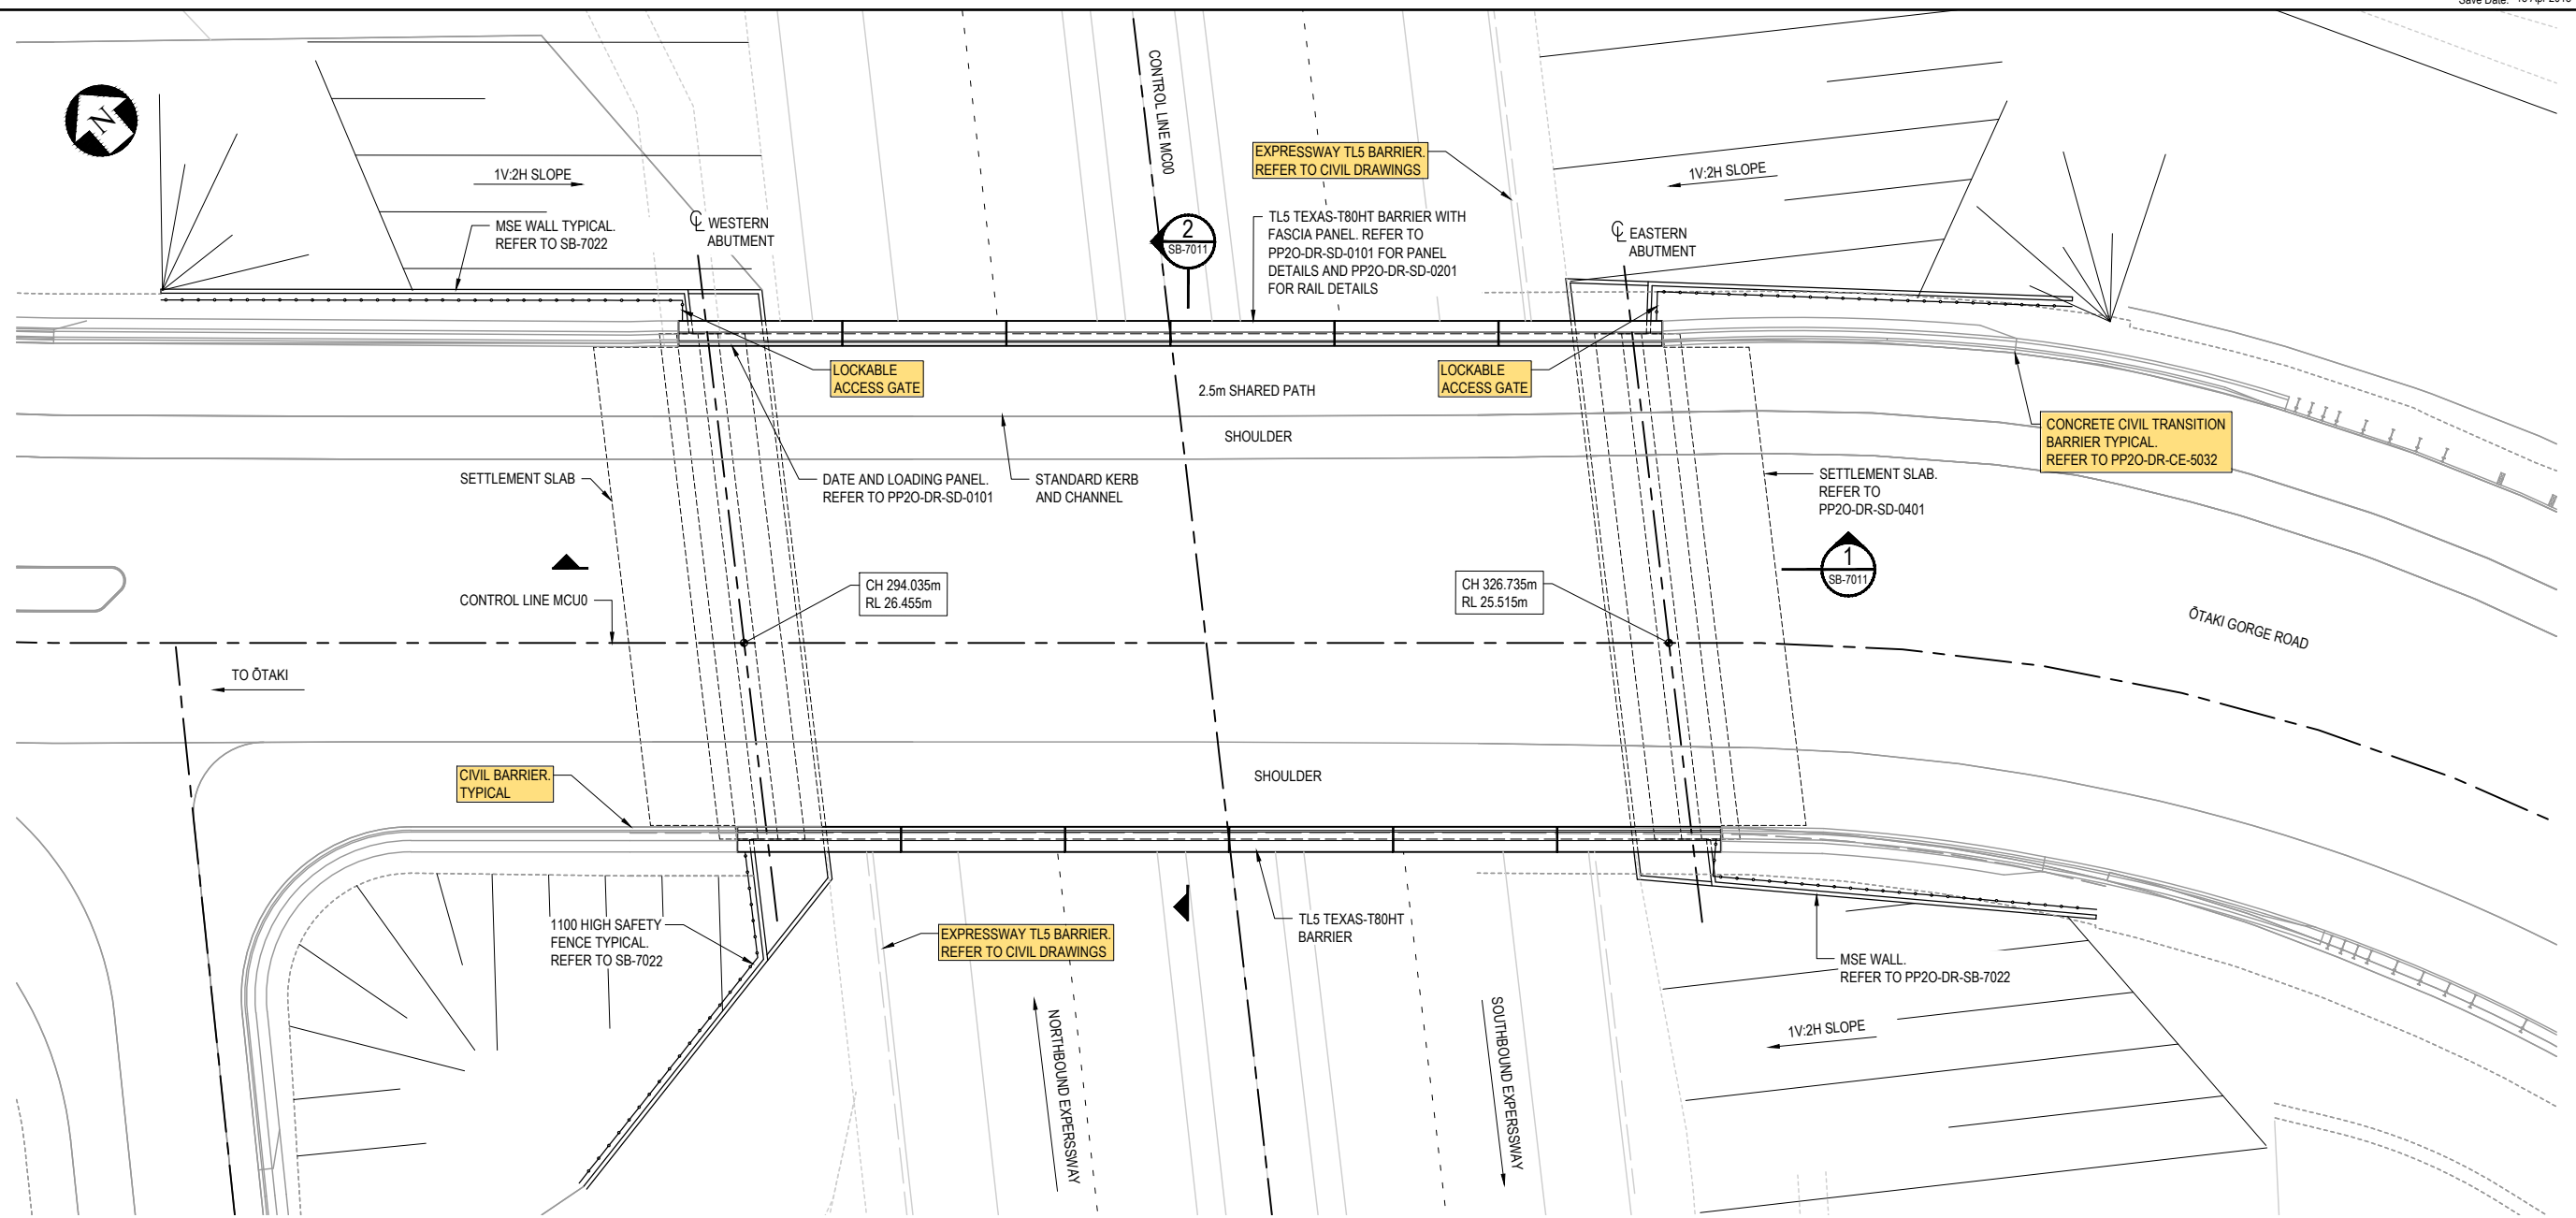 Save Date:
N
CONTROL LINE MC00
1V:2H SLOPE
MSE WALL TYPICAL.
REFER TO SB-7022
℄ WESTERN
ABUTMENT
2
SB-7011
EXPRESSWAY TL5 BARRIER.
REFER TO CIVIL DRAWINGS
TL5 TEXAS-T80HT BARRIER WITH
FASCIA PANEL. REFER TO
PP2O-DR-SD-0101 FOR PANEL
DETAILS AND PP2O-DR-SD-0201
FOR RAIL DETAILS
1V:2H SLOPE
℄ EASTERN
ABUTMENT
LOCKABLE
ACCESS GATE
LOCKABLE
ACCESS GATE
2.5m SHARED PATH
SHOULDER
CONCRETE CIVIL TRANSITION
BARRIER TYPICAL.
REFER TO PP2O-DR-CE-5032
SETTLEMENT SLAB
DATE AND LOADING PANEL.
REFER TO PP2O-DR-SD-0101
STANDARD KERB
AND CHANNEL
SETTLEMENT SLAB.
REFER TO
PP2O-DR-SD-0401
1
SB-7011
CONTROL LINE MCU0
CH 294.035m
RL 26.455m
CH 326.735m
RL 25.515m
ŌTAKI GORGE ROAD
TO ŌTAKI
CIVIL BARRIER.
TYPICAL
SHOULDER
1100 HIGH SAFETY
FENCE TYPICAL.
REFER TO SB-7022
EXPRESSWAY TL5 BARRIER.
REFER TO CIVIL DRAWINGS
TL5 TEXAS-T80HT
BARRIER
MSE WALL.
REFER TO PP2O-DR-SB-7022
NORTHBOUND EXPERSSWAY
SOUTHBOUND EXPERSSWAY
1V:2H SLOPE